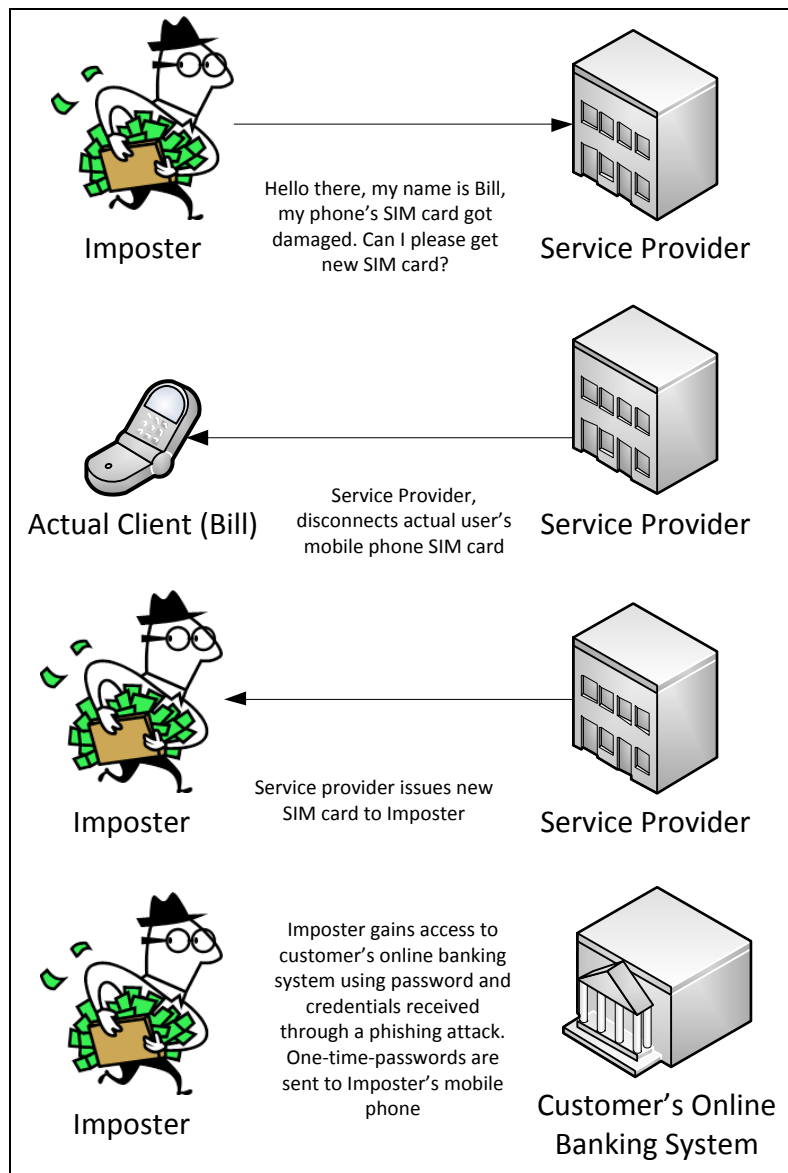 Hello there, my name is Bill,
my phone's SIM card got
damaged. Can I please get
new SIM card?
Imposter
Service Provider
Service Provider,
disconnects actual user's
mobile phone SIM card
Actual Client (Bill)
Service Provider
Service provider issues new
SIM card to Imposter
Imposter
Service Provider
Imposter gains access to
customer's online banking
system using password and
credentials received
through a phishing attack.
One-time-passwords are
sent to Imposter's mobile
phone
Imposter
Customer's Online
Banking System